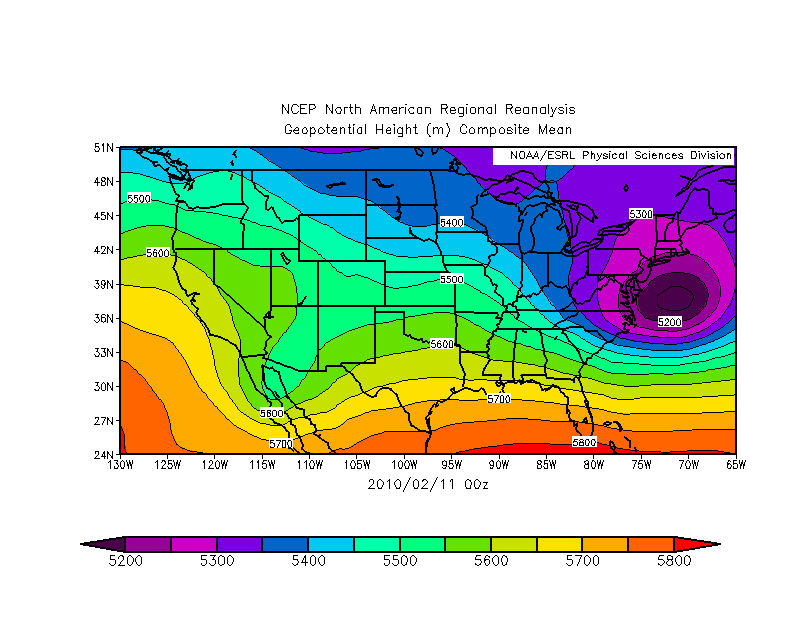 NCEP North American Regional Reanalysis
Geopotential Height (m) Composite Mean
NOAA/ESRL Physical Sciences Division
51N
48N
5500
5300
45N
5400
42N
5600
5500
39N
5200
36N
5600
33N
30N
5700
5600
27N
5700
5800
24N
130W 125W 120W 115W 110W 105W 100W 95W 90W 85W 80W 75W 70W 65W
2010/02/11 00z
5200 5300 5400 5500 5600 5700 5800